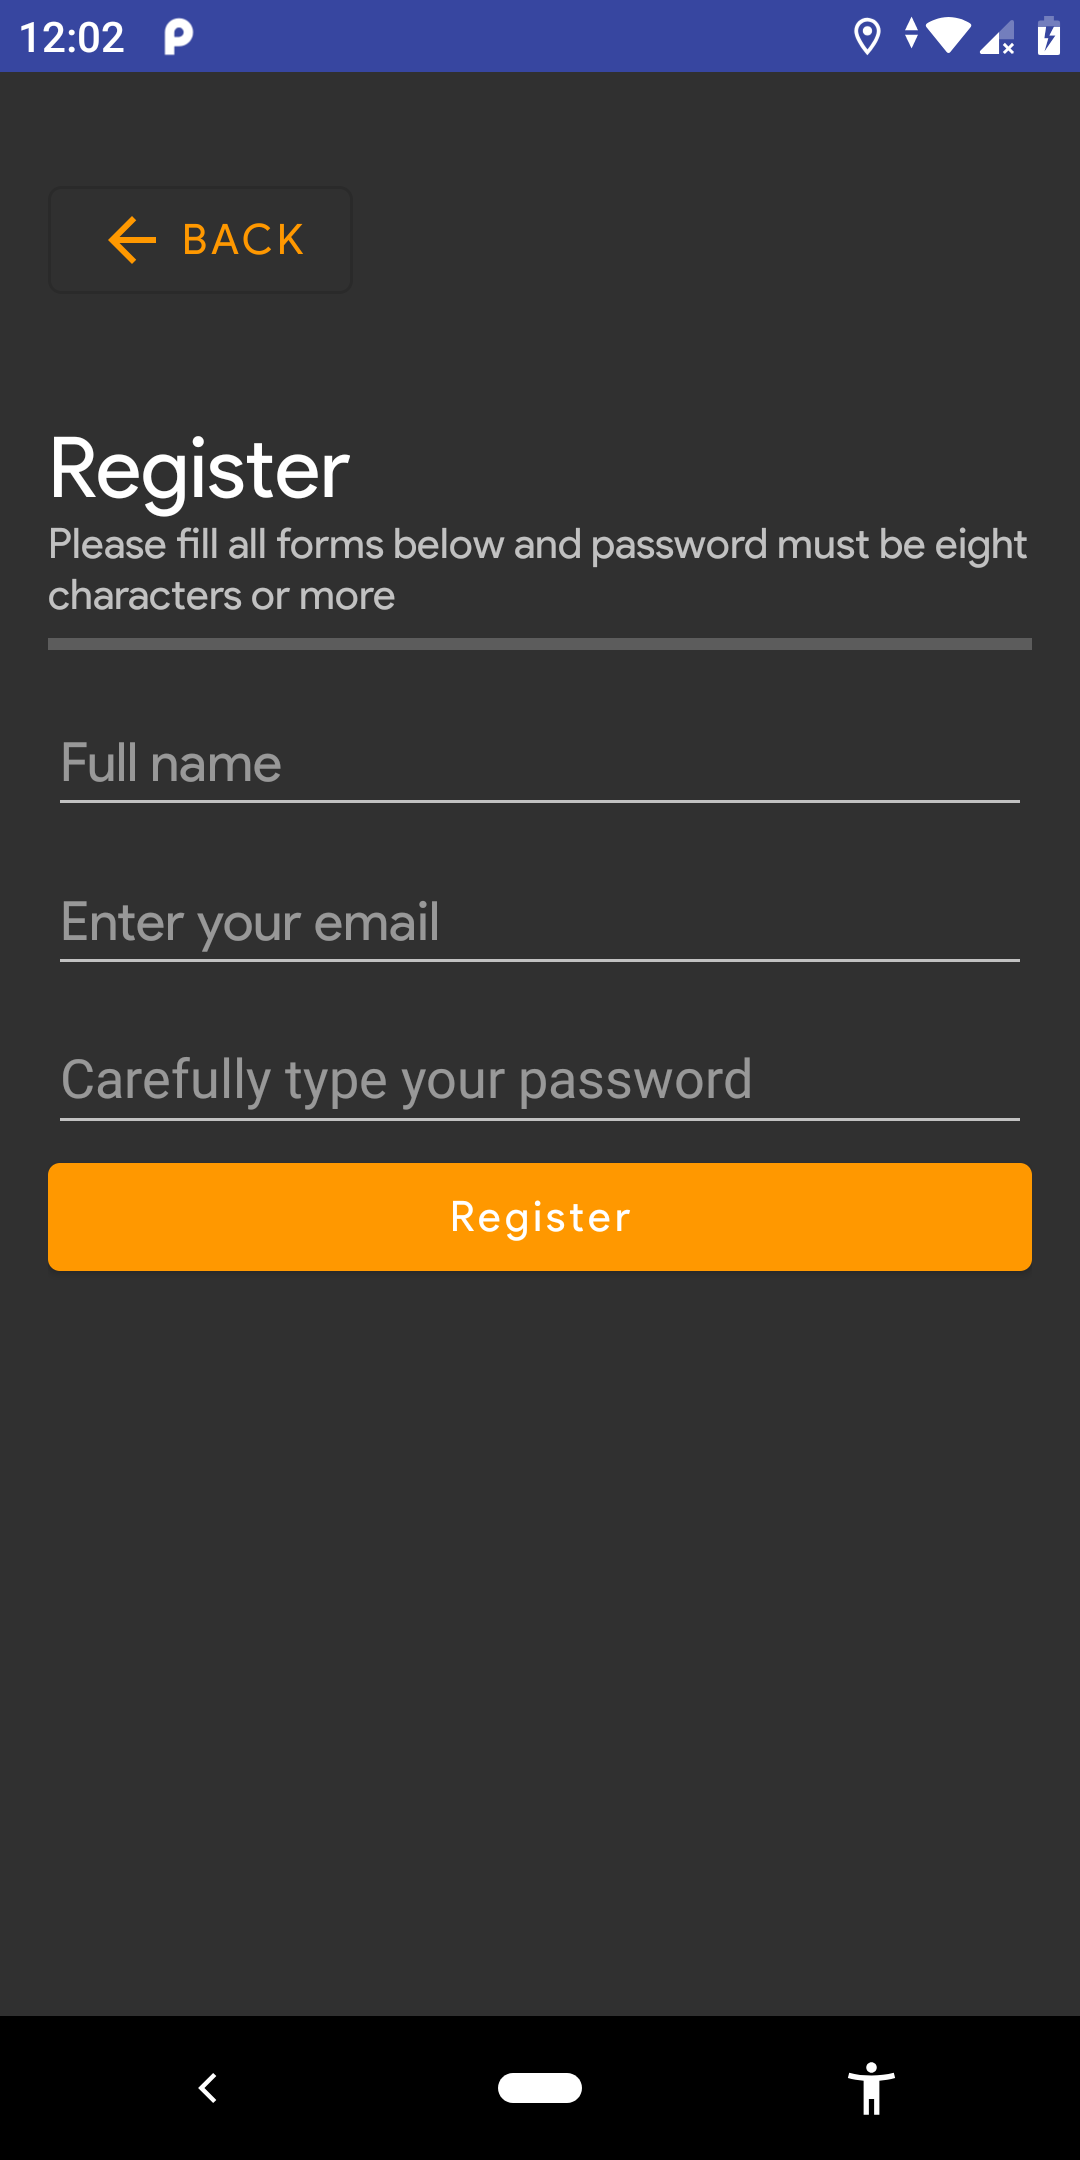 12:02
BACK
Register
Please fill all forms below and password must be eight
characters or more
Full name
Enter your email
Carefully type your password
Register